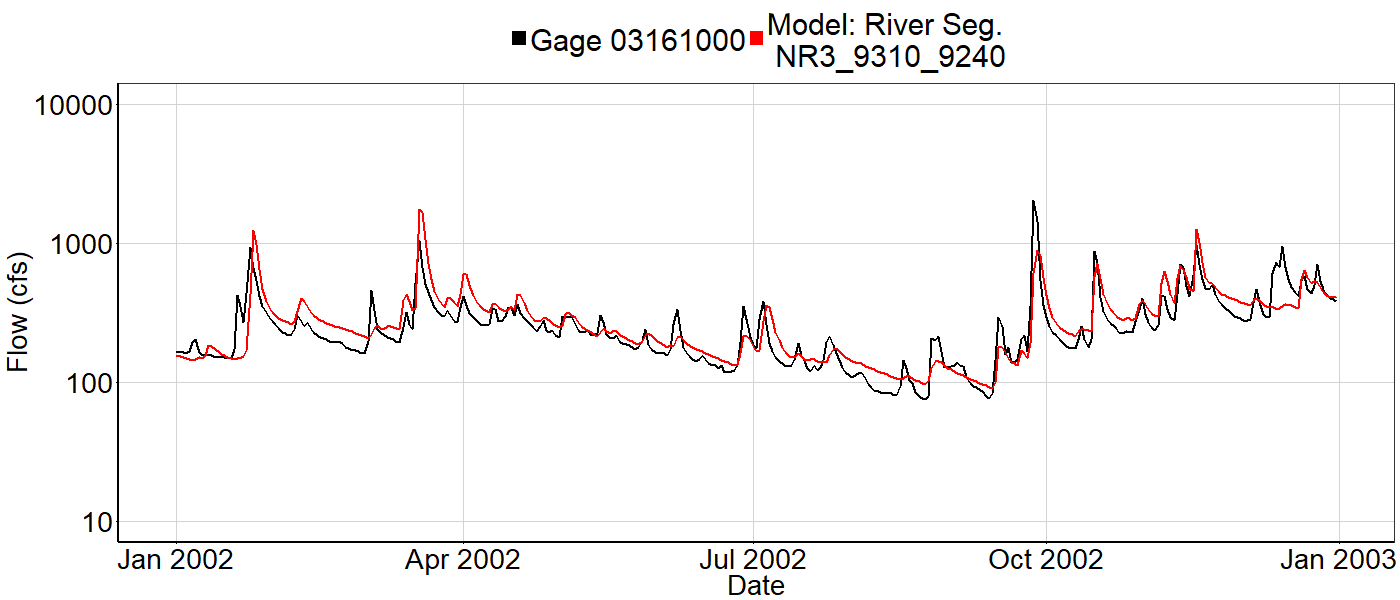 Gage 03161000
Model: River Seg.
NR3_9310_9240
Flow (cfs)
10000
1000
100
10
Jan 2002
Apr 2002
Jul 2002
Oct 2002
Jan 2003
Date